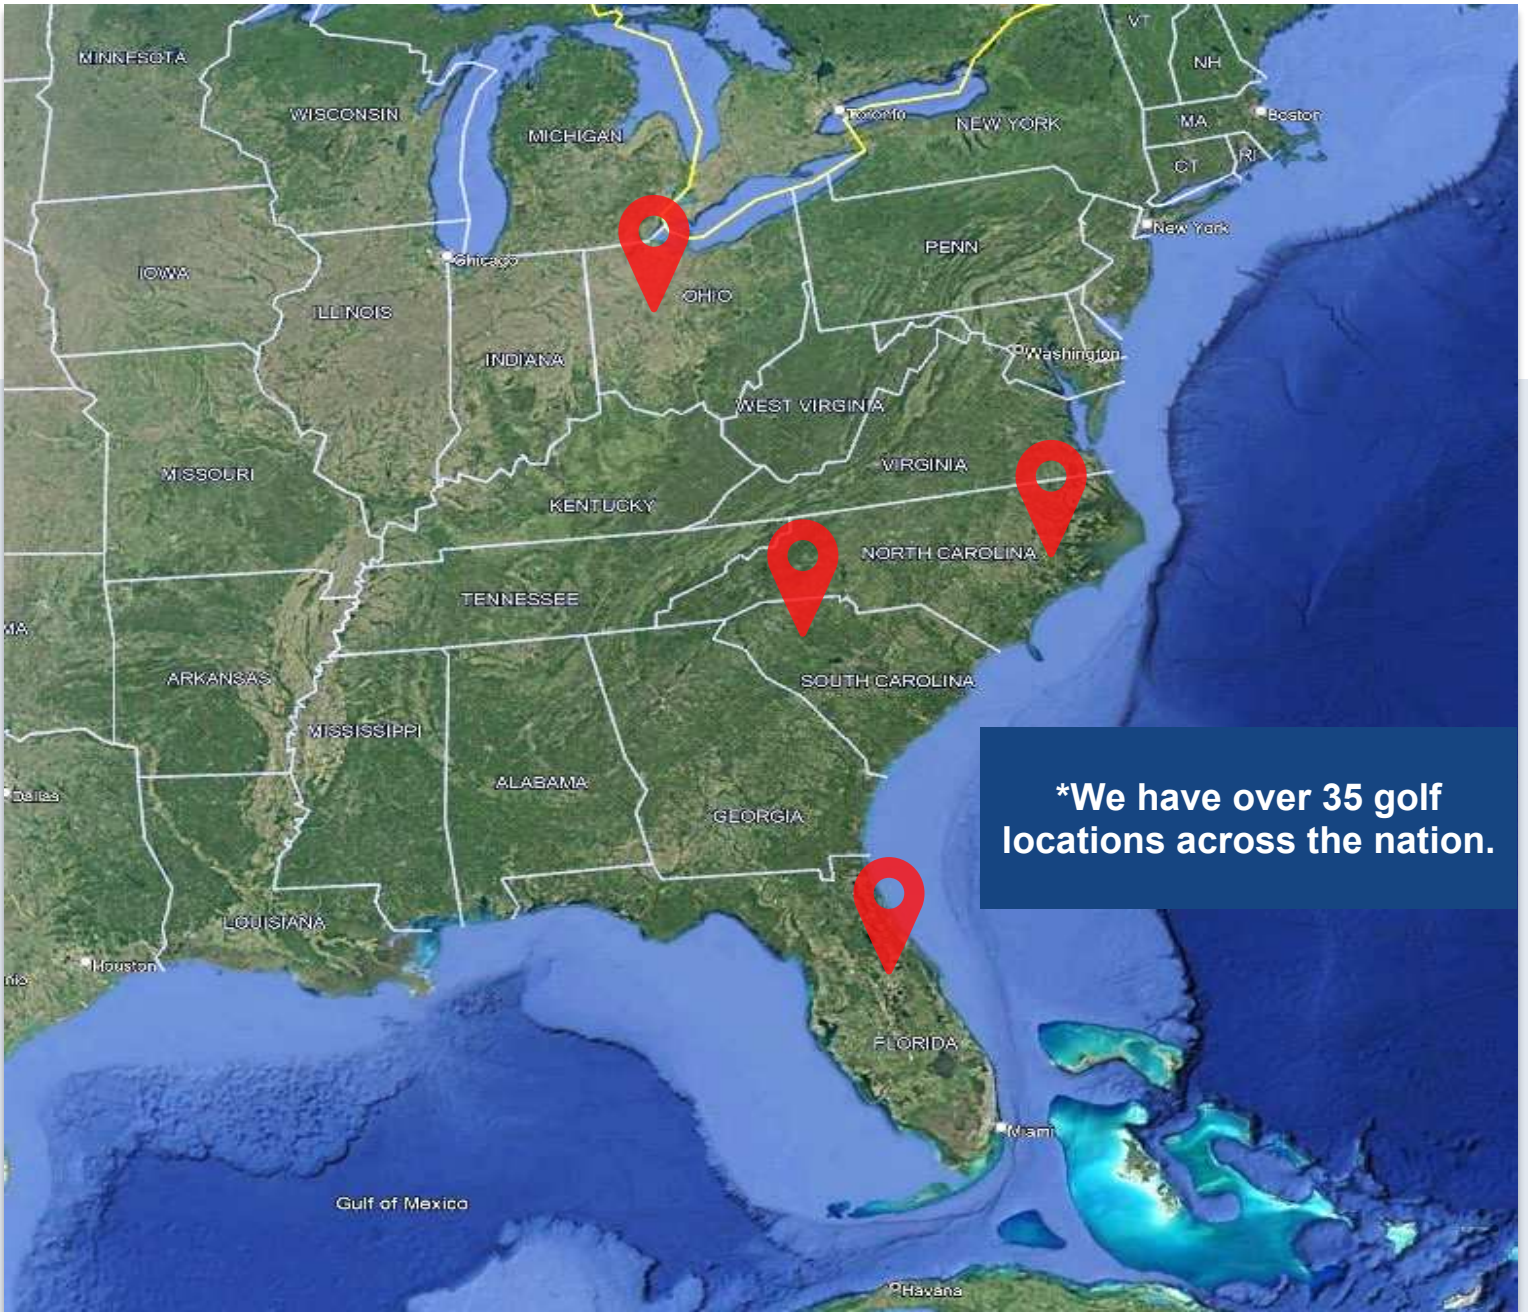 VT
MINNESOTA
NH
WISCONSIN
Toronto
NEW YORK
MA
Boston
MICHIGAN
CT
RI
New York
PENN
Chicago
IOWA
OHIO
ILLINOIS
INDIANA
Washington
WEST VIRGINIA
MISSOURI
VIRGINIA
KENTUCKY
NORTH CAROLINA
TENNESSEE
MA
ARKANSAS
SOUTH CAROLINA
MISSISSIPPI
ALABAMA
Dallas
*We have over 35 golf
locations across the nation.
GEORGIA
LOUISIANA
Houston
nio
FLORIDA
Miami
Gulf of Mexico
Havana